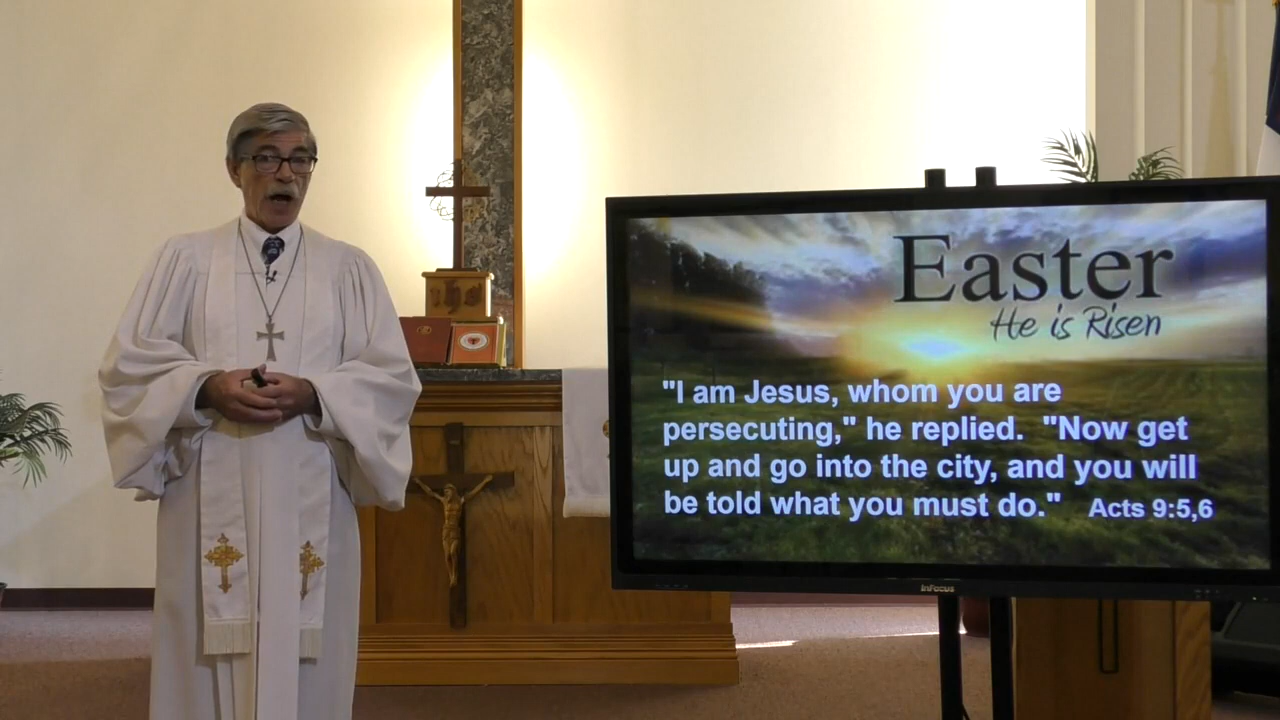 ihs
Easter
He is Risen
"I am Jesus, whom you are
persecuting," he replied.  "Now get
up and go into the city, and you will
be told what you must do."   Acts 9:5,6
InFocus